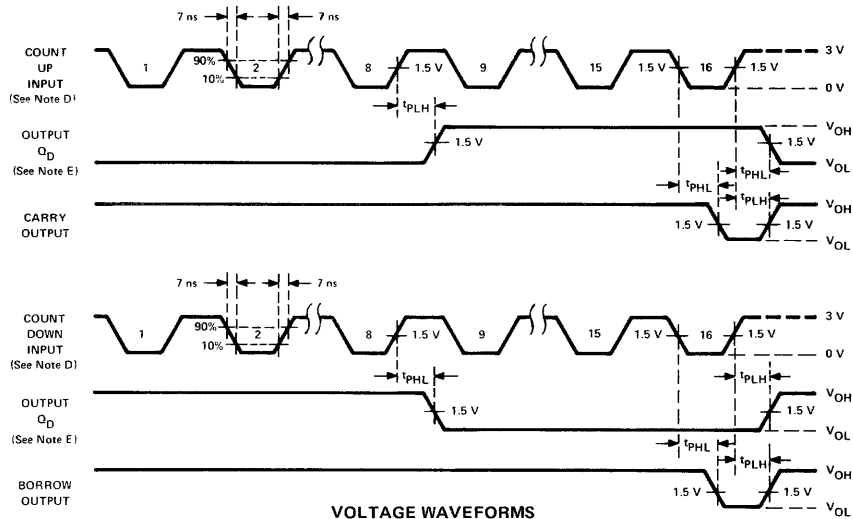 7 ns 7 ns
COUNT UP INPUT (See Note D)
90%
10%
1 2 8 1.5 V 9 15 1.5 V 16 1.5 V
3 V
0 V
tPLH
OUTPUT QD (See Note E)
1.5 V
1.5 V
VOH
VOL
tPHL
tPHL
tPLH
CARRY OUTPUT
1.5 V
1.5 V
VOH
VOL
7 ns 7 ns
COUNT DOWN INPUT (See Note D)
90%
10%
1 2 8 1.5 V 9 15 1.5 V 16 1.5 V
3 V
0 V
tPHL
tPLH
OUTPUT QD (See Note E)
1.5 V
1.5 V
VOH
VOL
tPHL
tPLH
BORROW OUTPUT
1.5 V
1.5 V
VOH
VOL
VOLTAGE WAVEFORMS